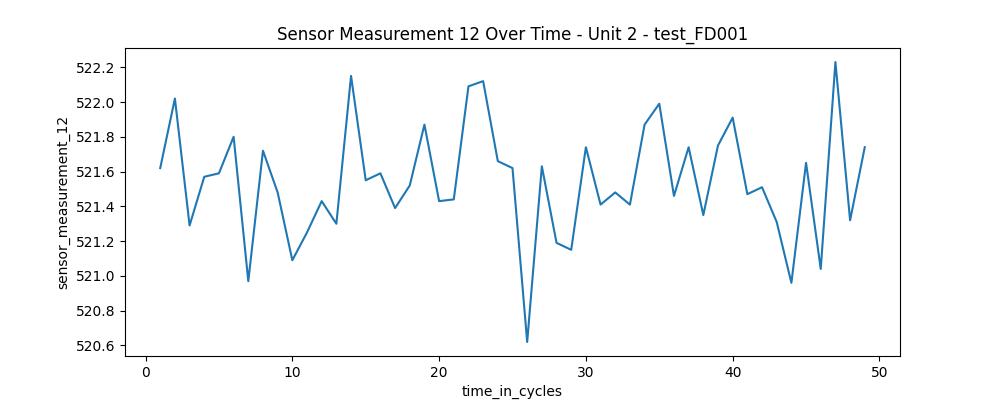 Sensor Measurement 12 Over Time - Unit 2 - test_FD001
sensor_measurement_12
522.2
522.0
521.8
521.6
521.4
521.2
521.0
520.8
520.6
0 10 20 30 40 50
time_in_cycles